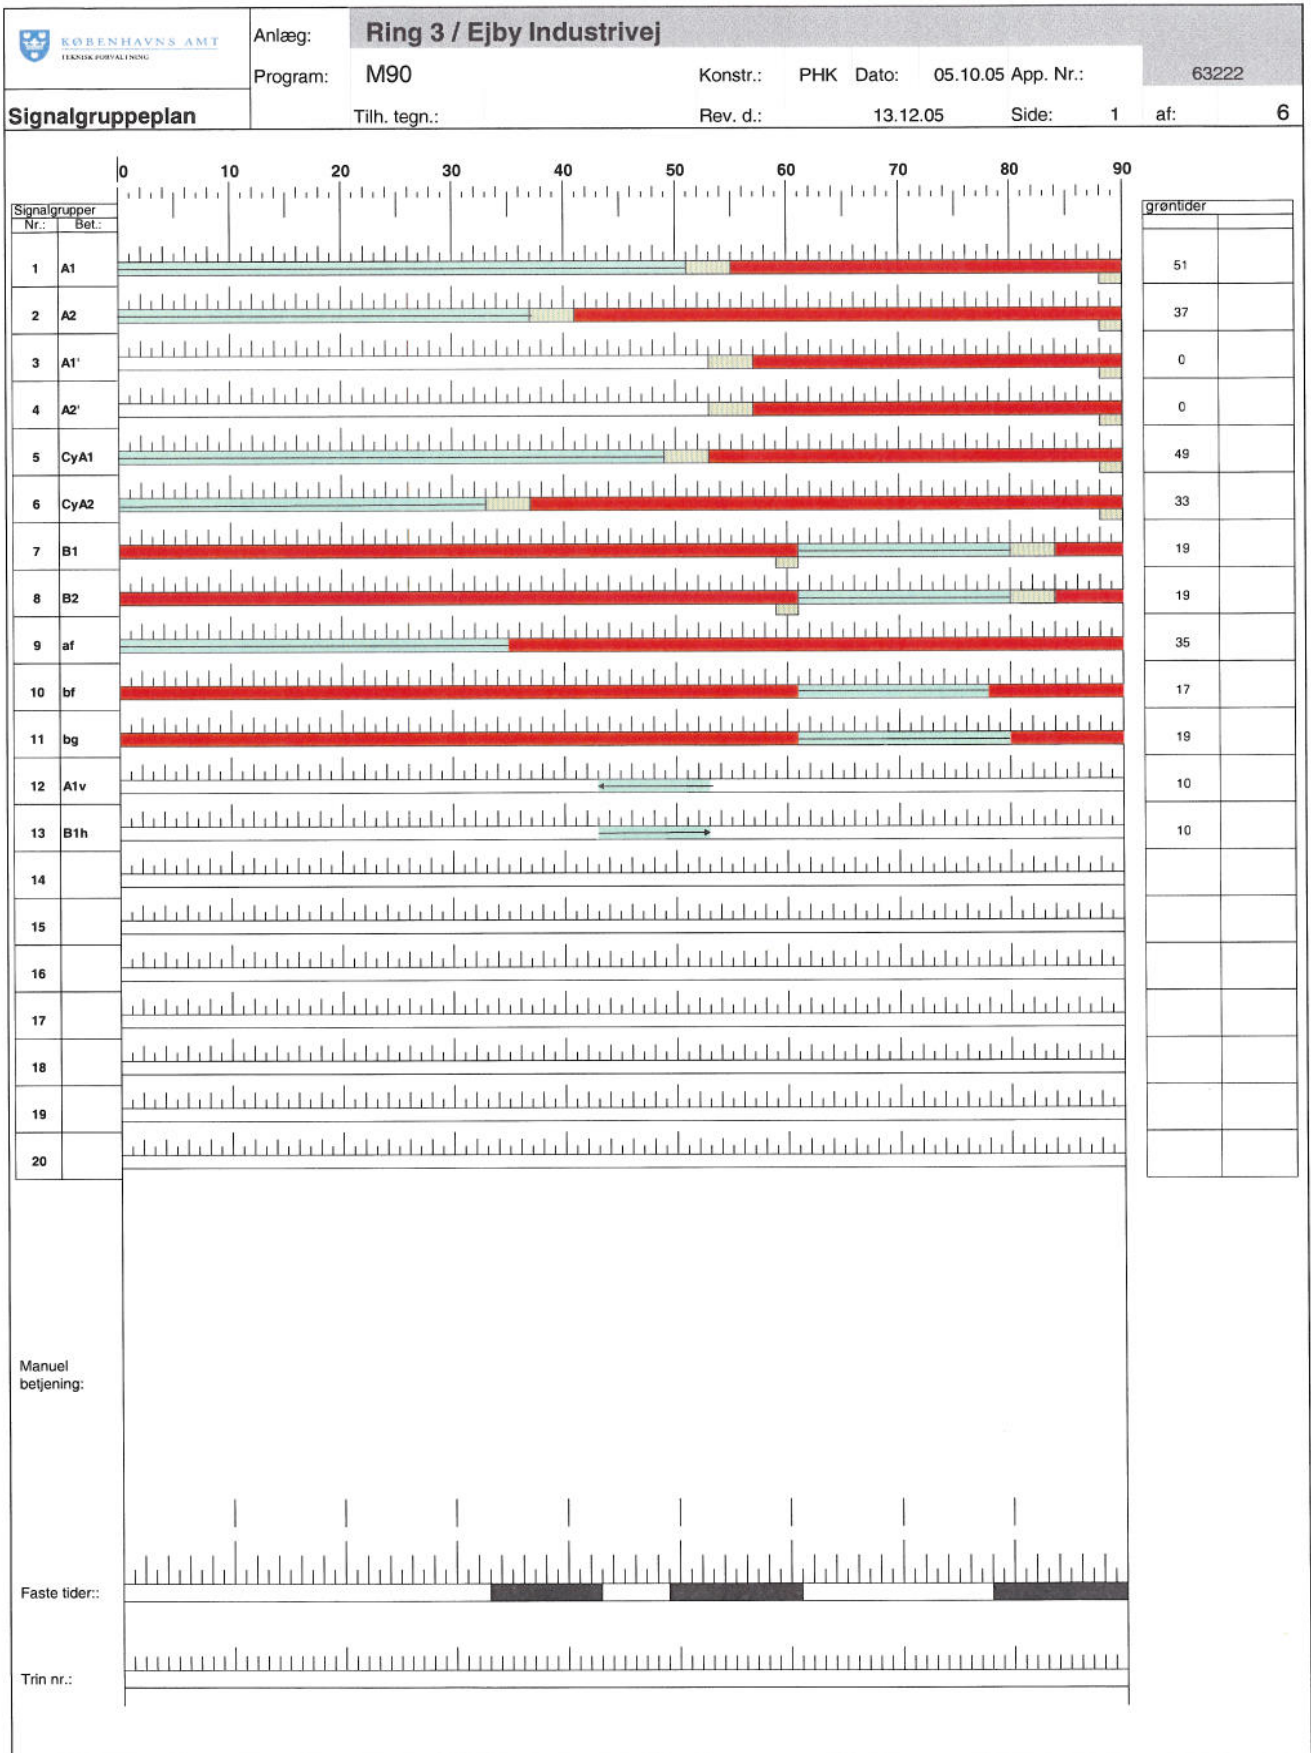 KØBENHAVNS AMT
TEKNISK FORVALTNING
Signalgruppeplan
Anlæg: Ring 3 / Ejby Industrivej
Program: M90 Konstr.: PHK Dato: 05.10.05 App. Nr.: 63222
Tilh. tegn.: Rev. d.: 13.12.05 Side: 1 af: 6
0 10 20 30 40 50 60 70 80 90
Signalgrupper grøntider
Nr.: Bet.:
1 A1 51
2 A2 37
3 A1' 0
4 A2' 0
5 CyA1 49
6 CyA2 33
7 B1 19
8 B2 19
9 af 35
10 bf 17
11 bg 19
12 A1v 10
13 B1h 10
14
15
16
17
18
19
20
Manuel
betjening:
Faste tider::
Trin nr.: